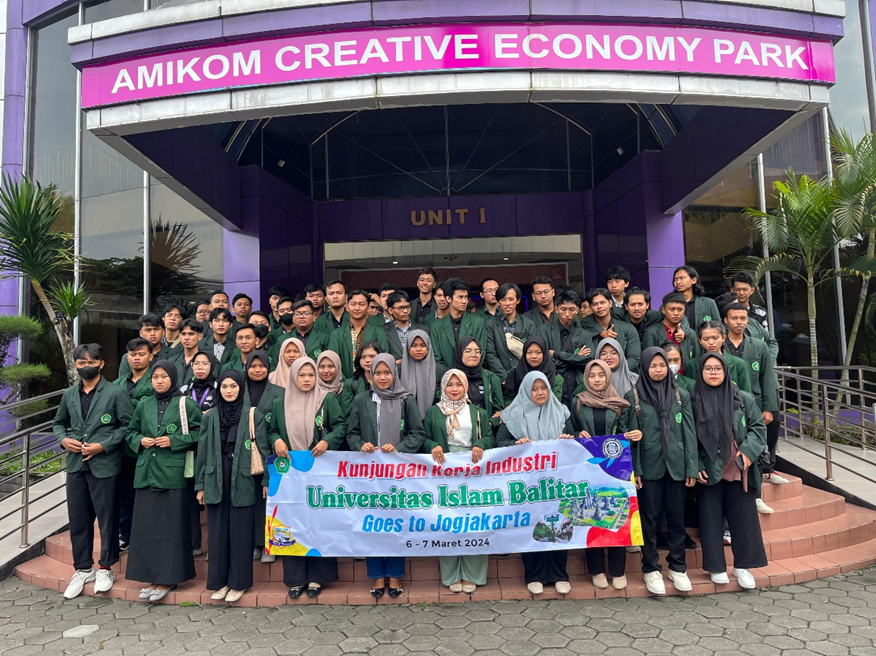 AMIKOM CREATIVE ECONOMY PARK
UNIT I
Kunjungan Kerja Industri
Universitas Islam Balitar
Goes to Jogjakarta
6 - 7 Maret 2024